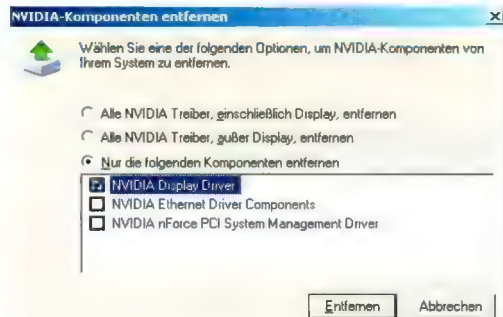 NVIDIA-Komponenten entfernen
Wählen Sie eine der folgenden Optionen, um NVIDIA-Komponenten von
Ihrem System zu entfernen.
Alle NVIDIA Treiber, einschließlich Display, entfernen
Alle NVIDIA Treiber, außer Display, entfernen
Nur die folgenden Komponenten entfernen
NVIDIA Display Driver
NVIDIA Ethernet Driver Components
NVIDIA nForce PCI System Management Driver
Entfernen
Abbrechen